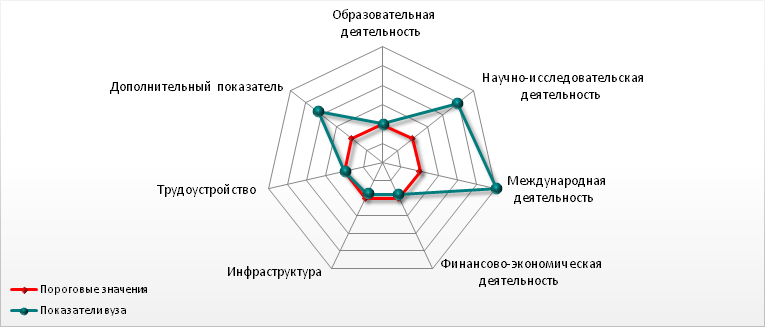 Образовательная
деятельность
Научно-исследовательская
деятельность
Дополнительный показатель
Международная
деятельность
Трудоустройство
Финансово-экономическая
деятельность
Инфраструктура
Пороговые значения
Показатели вуза